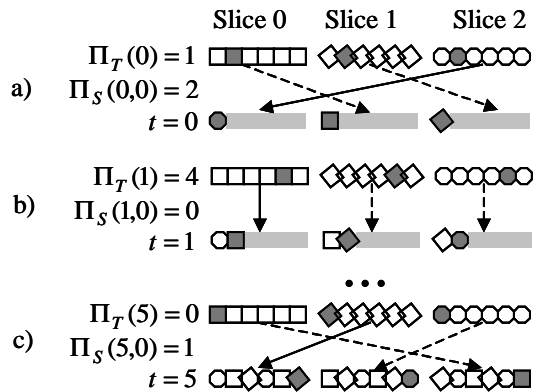 Slice 0 Slice 1 Slice 2
Π_T(0) = 1
a) Π_S(0,0) = 2
t = 0
Π_T(1) = 4
b) Π_S(1,0) = 0
t = 1
• • •
Π_T(5) = 0
c) Π_S(5,0) = 1
t = 5